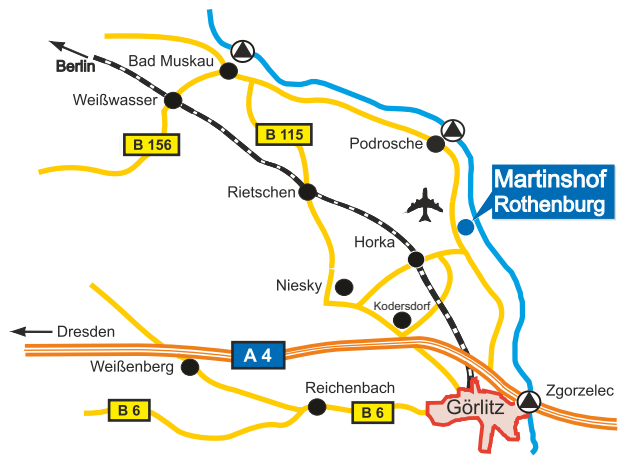 Bad Muskau
Berlin
Weißwasser
B 115
B 156
Podrosche
Martinshof
Rothenburg
Rietschen
Horka
Niesky
Kodersdorf
Dresden
A 4
Weißenberg
Reichenbach
Zgorzelec
B 6
B 6
Görlitz